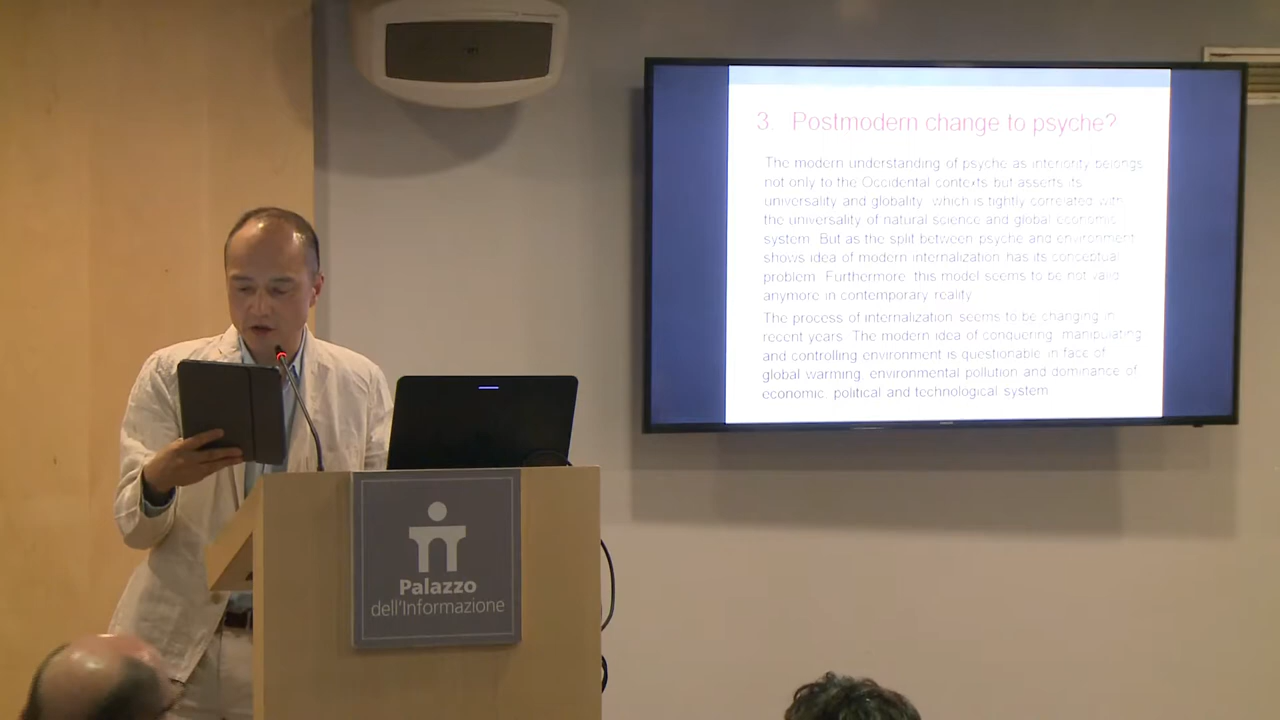 3. Postmodern change to psyche?
The modern understanding of psyche as interiority belongs
not only to the Occidental contexts but asserts its
universality and globality, which is tightly correlated with
the universality of natural science and global economic
system. But as the split between psyche and environment
shows idea of modern internalization has its conceptual
problem. Furthermore, this model seems to be not valid
anymore in contemporary reality.
The process of internalization seems to be changing in
recent years. The modern idea of conquering, manipulating
and controlling environment is questionable in face of
global warming, environmental pollution and dominance of
economic, political and technological system.
Palazzo
dell'Informazione